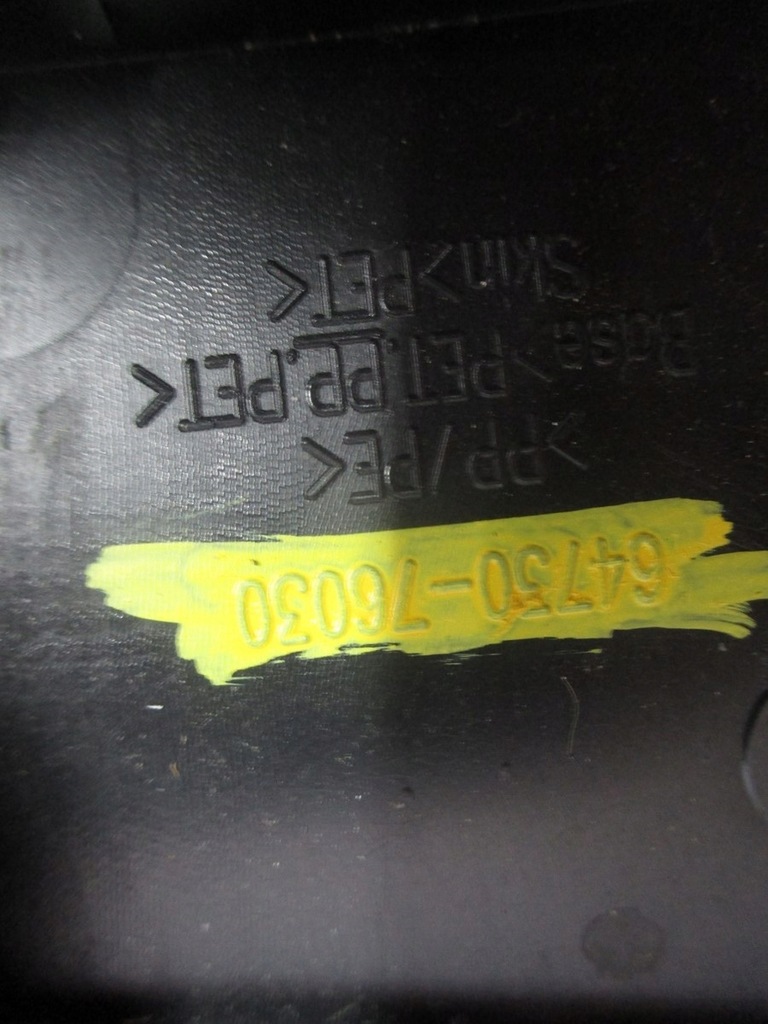 64730-76030
>PP/PE<
Base>PET.PP.PET<
Skin>PET<